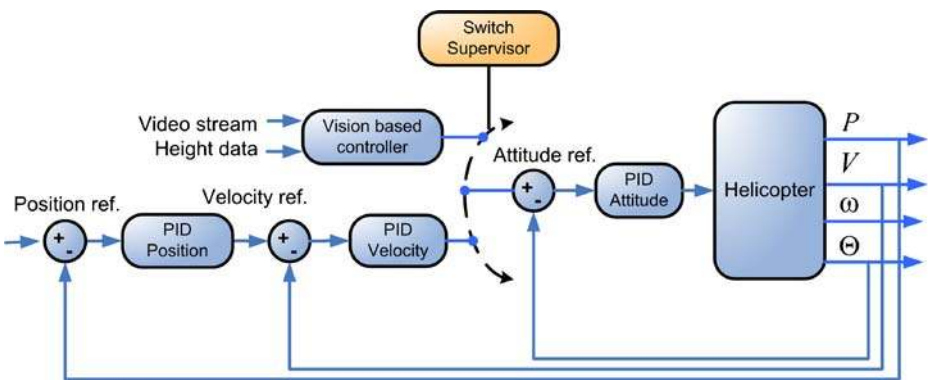 Switch
Supervisor
Video stream
Height data
Vision based
controller
Attitude ref.
+
-
PID
Attitude
Helicopter
P
V
ω
Θ
Position ref.
+
-
PID
Position
Velocity ref.
+
-
PID
Velocity